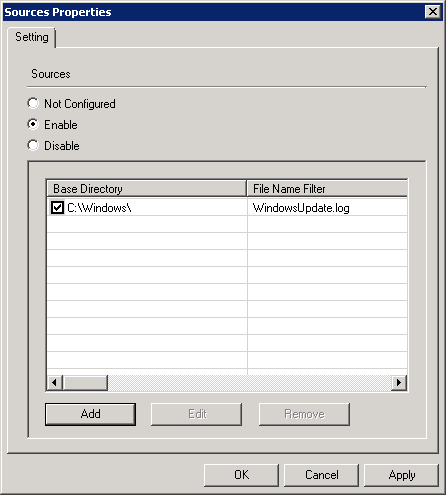 Sources Properties
Setting
Sources
Not Configured
Enable
Disable
Base Directory File Name Filter
C:\Windows\ WindowsUpdate.log
Add Edit Remove
OK Cancel Apply